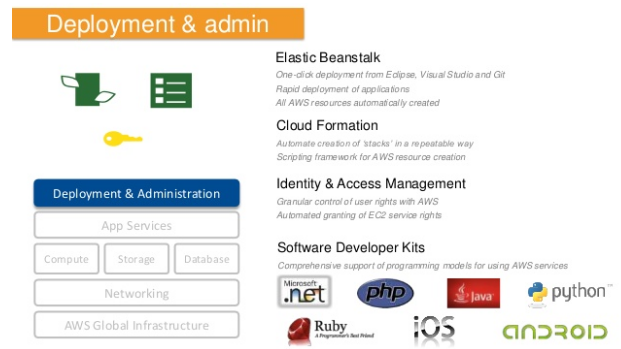 Deployment & admin
Elastic Beanstalk
One-click deployment from Eclipse, Visual Studio and Git
Rapid deployment of applications
All AWS resources automatically created
Cloud Formation
Automate creation of 'stacks' in a repeatable way
Scripting framework for AWS resource creation
Identity & Access Management
Granular control of user rights with AWS
Automated granting of EC2 service rights
Software Developer Kits
Comprehensive support of programming models for using AWS services
Microsoft
.net
php
Java
python
Ruby
A Programmer's Best Friend
iOS
ANDROID
Deployment & Administration
App Services
Compute Storage Database
Networking
AWS Global Infrastructure